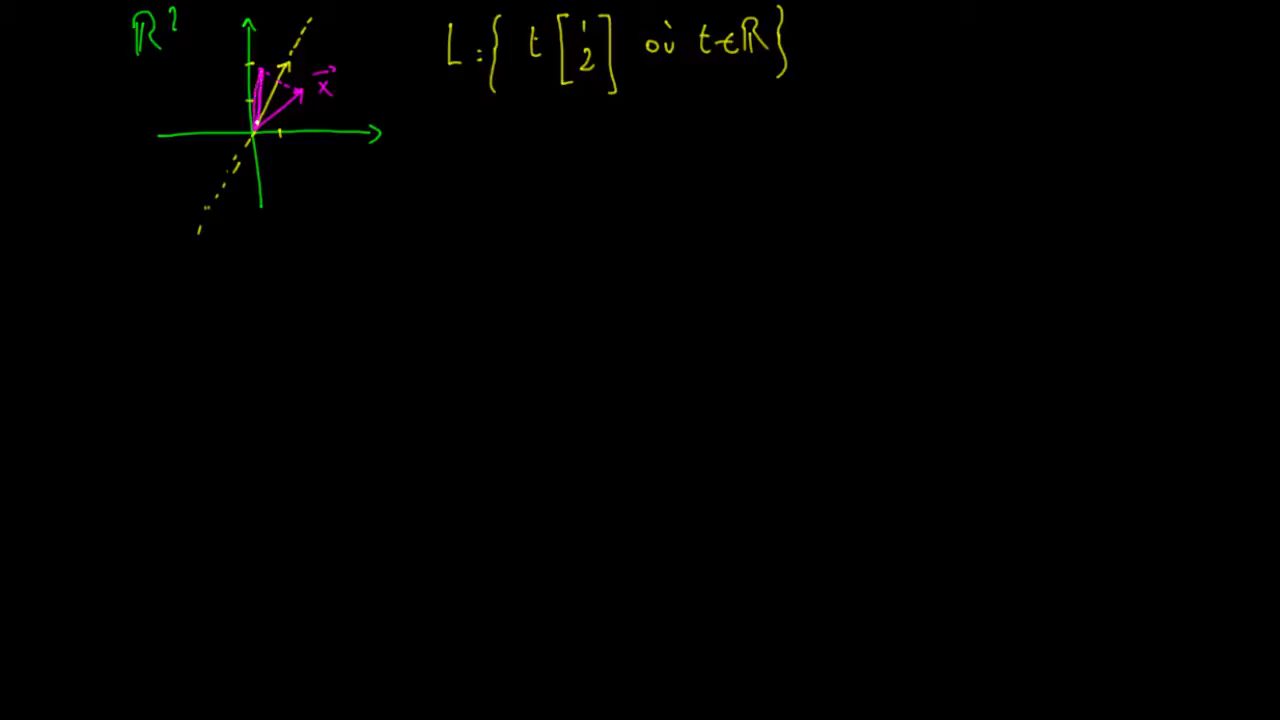 ℝ²
L = { t [1 2] où t ∈ ℝ }
x⃗